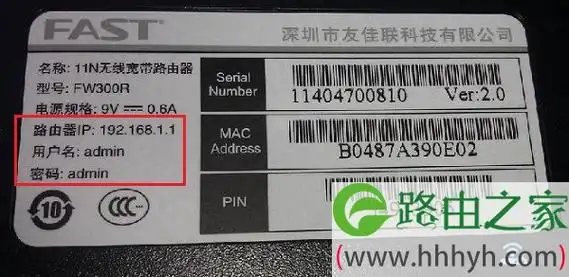 FAST
深圳市友佳联科技有限公司
名称: 11N无线宽带路由器
型号: FW300R
电源规格: 9V ⎓ 0.6A
路由器IP: 192.168.1.1
用户名: admin
密码: admin
10
CCC
Serial Number
11404700810 Ver:2.0
MAC Address
B0487A390E02
PIN
路由之家
(www.hhhyh.com)